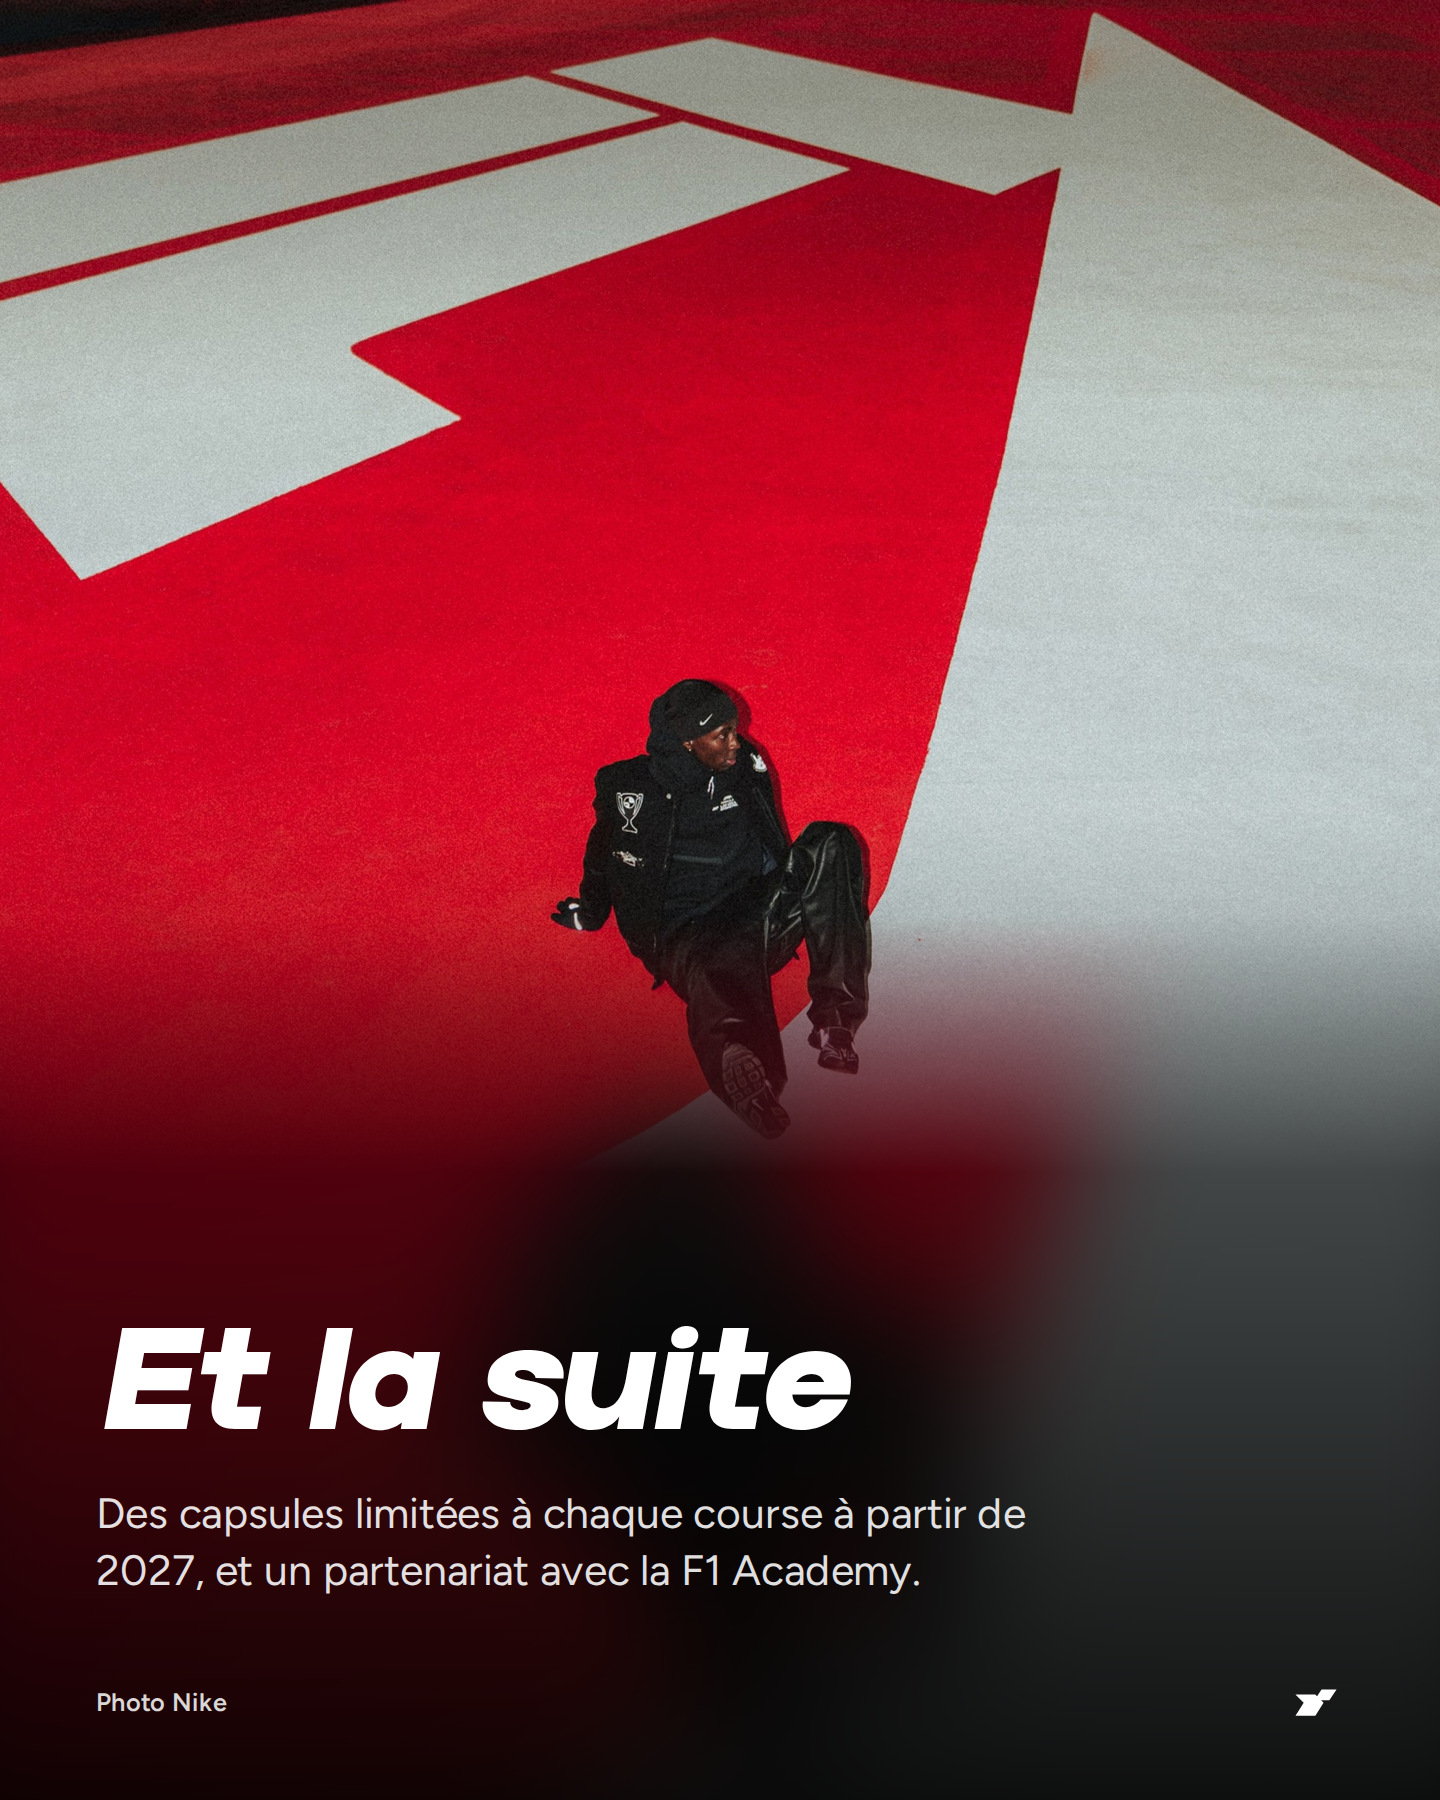 Et la suite
Des capsules limitées à chaque course à partir de
2027, et un partenariat avec la F1 Academy.
Photo Nike